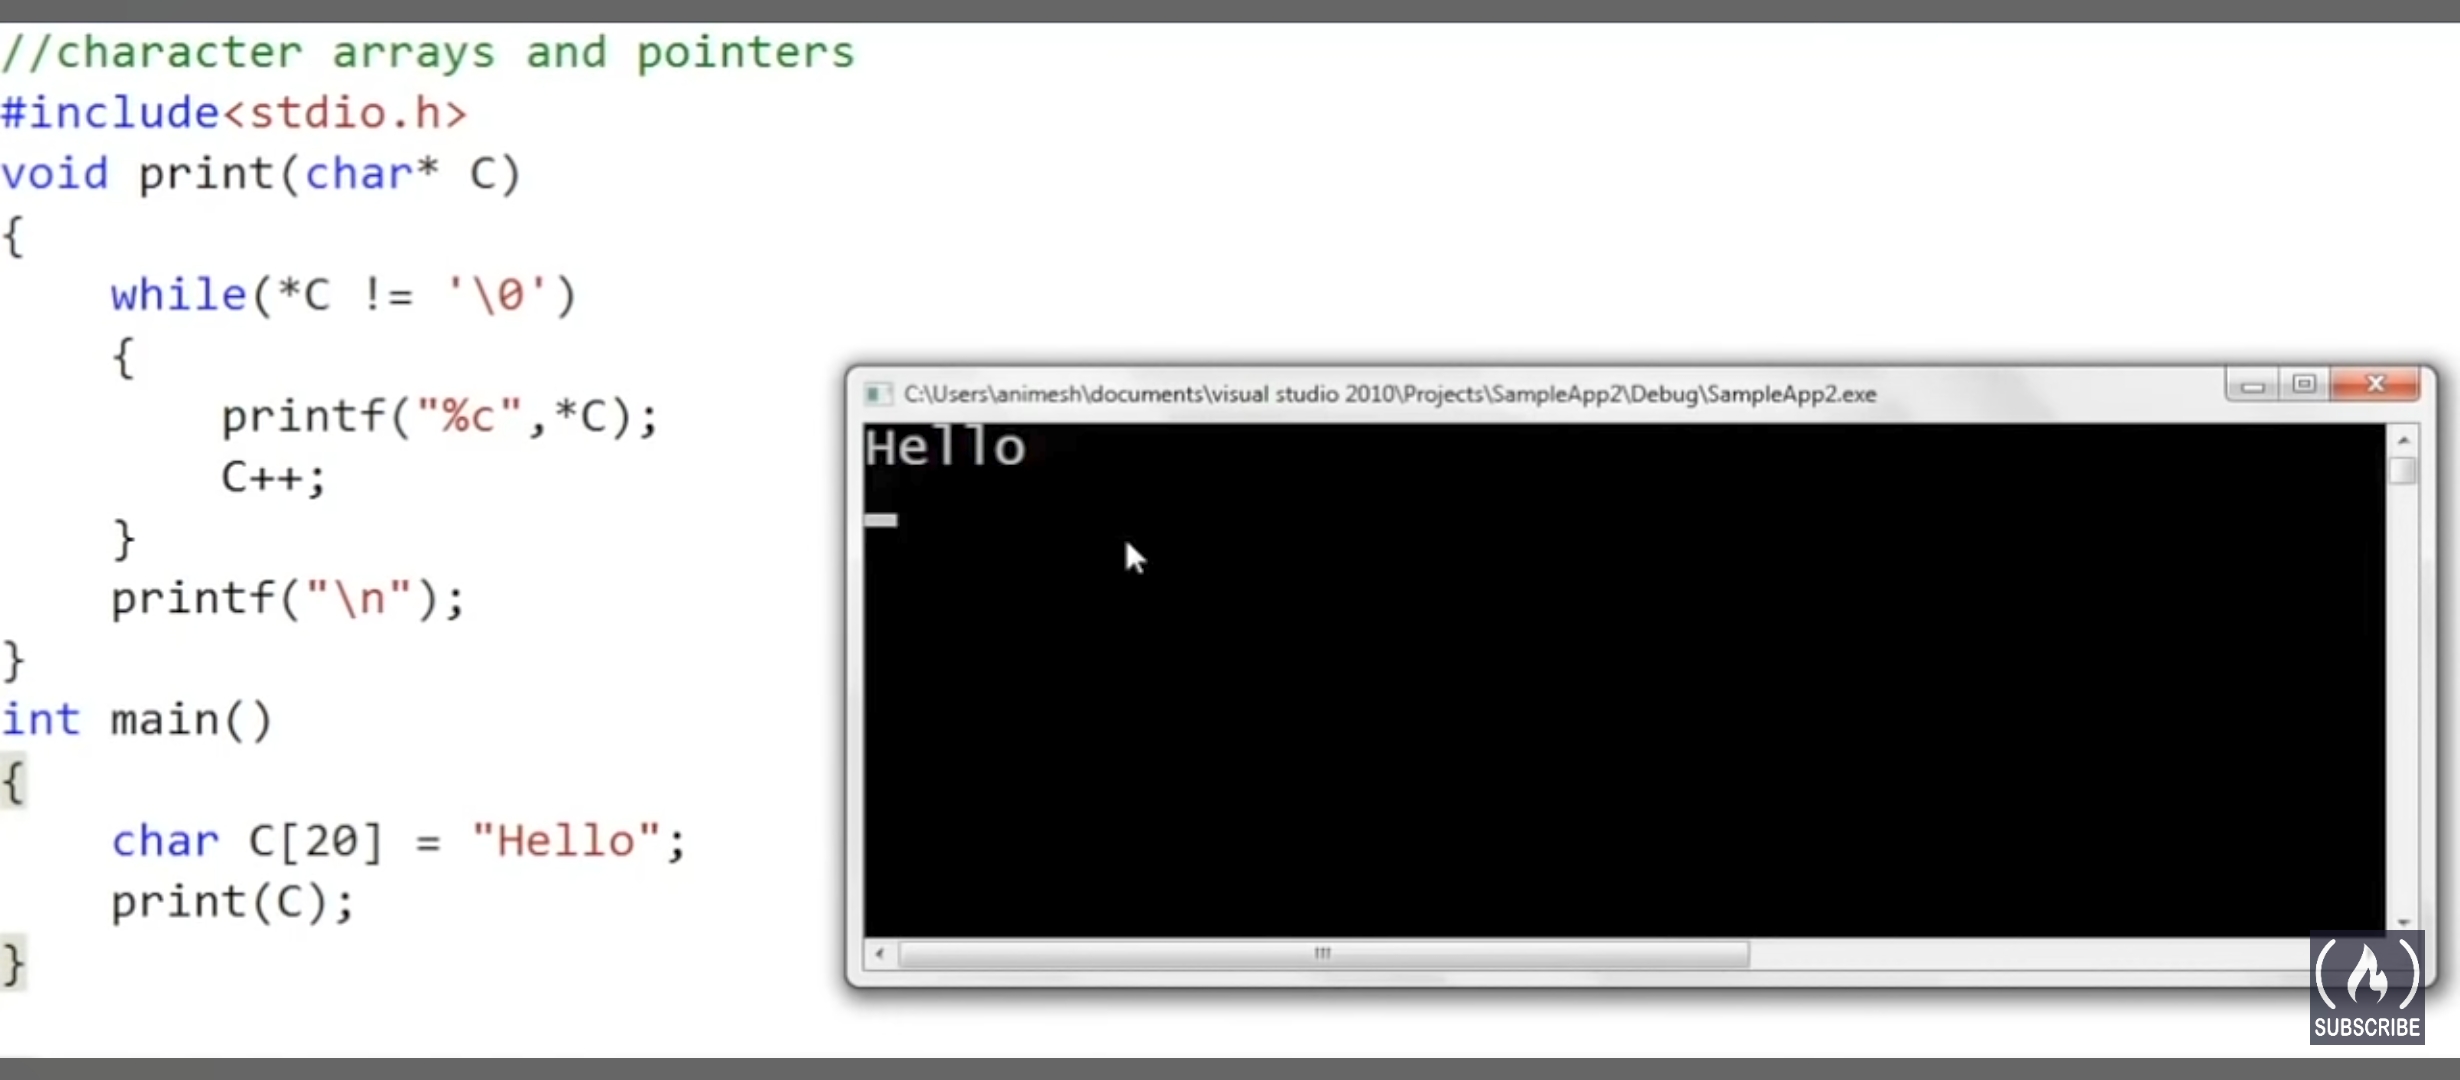 //character arrays and pointers
#include<stdio.h>
void print(char* C)
{
    while(*C != '\0')
    {
        printf("%c",*C);
        C++;
    }
    printf("\n");
}
int main()
{
    char C[20] = "Hello";
    print(C);
}
C:\Users\animesh\documents\visual studio 2010\Projects\SampleApp2\Debug\SampleApp2.exe
Hello
SUBSCRIBE